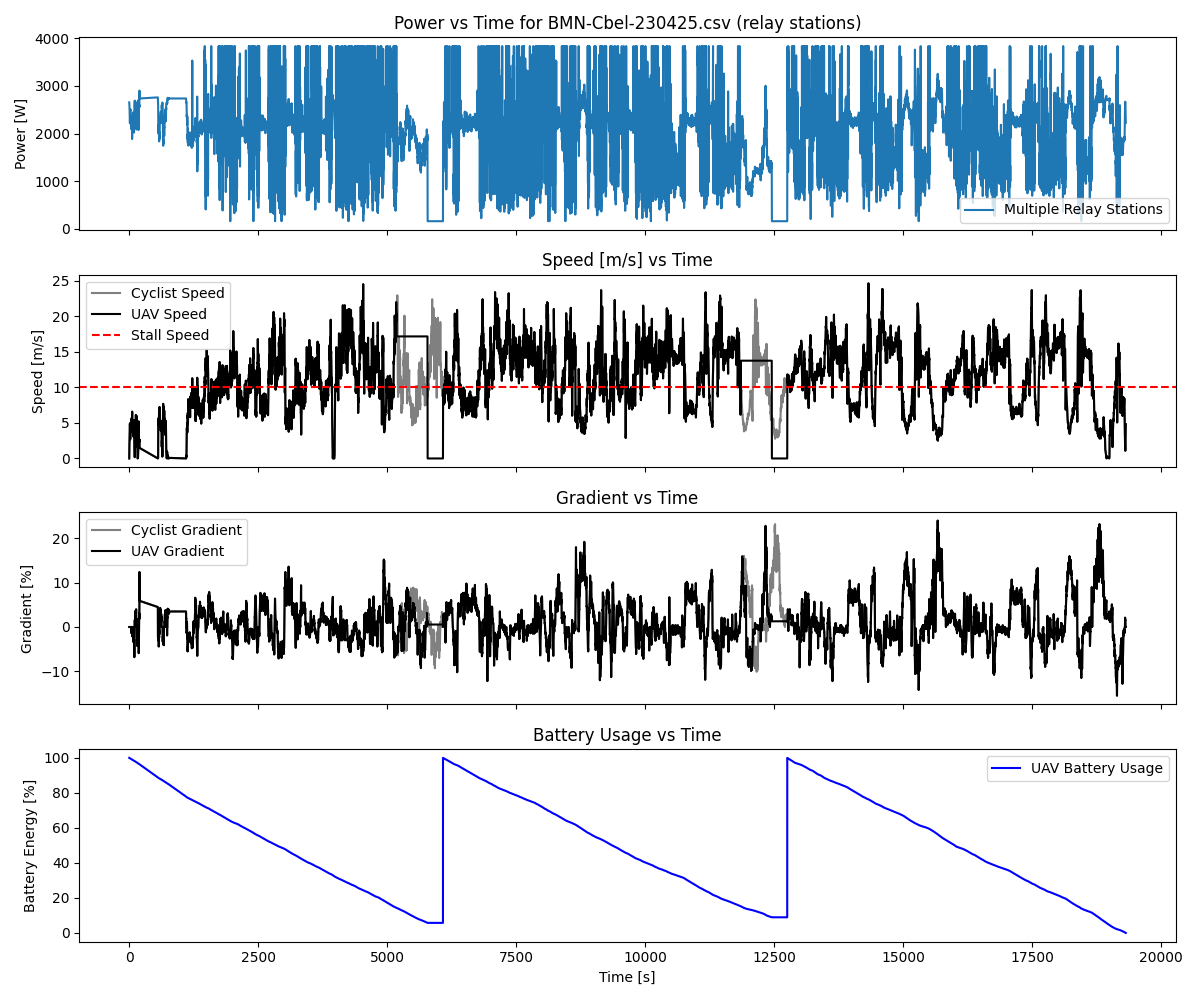 Power vs Time for BMN-Cbel-230425.csv (relay stations)
4000
3000
2000
1000
0
Power [W]
Multiple Relay Stations
Speed [m/s] vs Time
25
20
15
10
5
0
Speed [m/s]
Cyclist Speed
UAV Speed
Stall Speed
Gradient vs Time
20
10
0
−10
Gradient [%]
Cyclist Gradient
UAV Gradient
Battery Usage vs Time
100
80
60
40
20
0
Battery Energy [%]
UAV Battery Usage
0 2500 5000 7500 10000 12500 15000 17500 20000
Time [s]